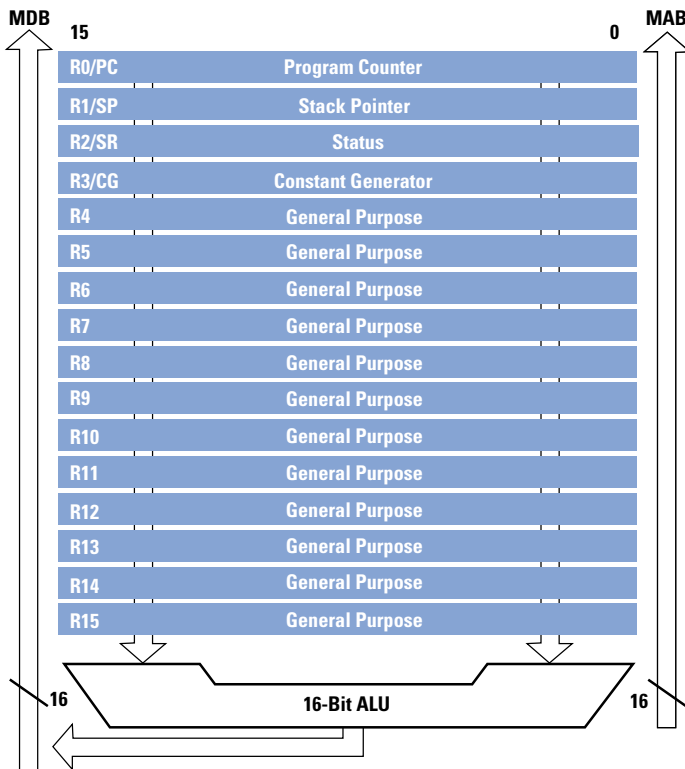 MDB 15 0 MAB
R0/PC Program Counter
R1/SP Stack Pointer
R2/SR Status
R3/CG Constant Generator
R4 General Purpose
R5 General Purpose
R6 General Purpose
R7 General Purpose
R8 General Purpose
R9 General Purpose
R10 General Purpose
R11 General Purpose
R12 General Purpose
R13 General Purpose
R14 General Purpose
R15 General Purpose
16 16-Bit ALU 16